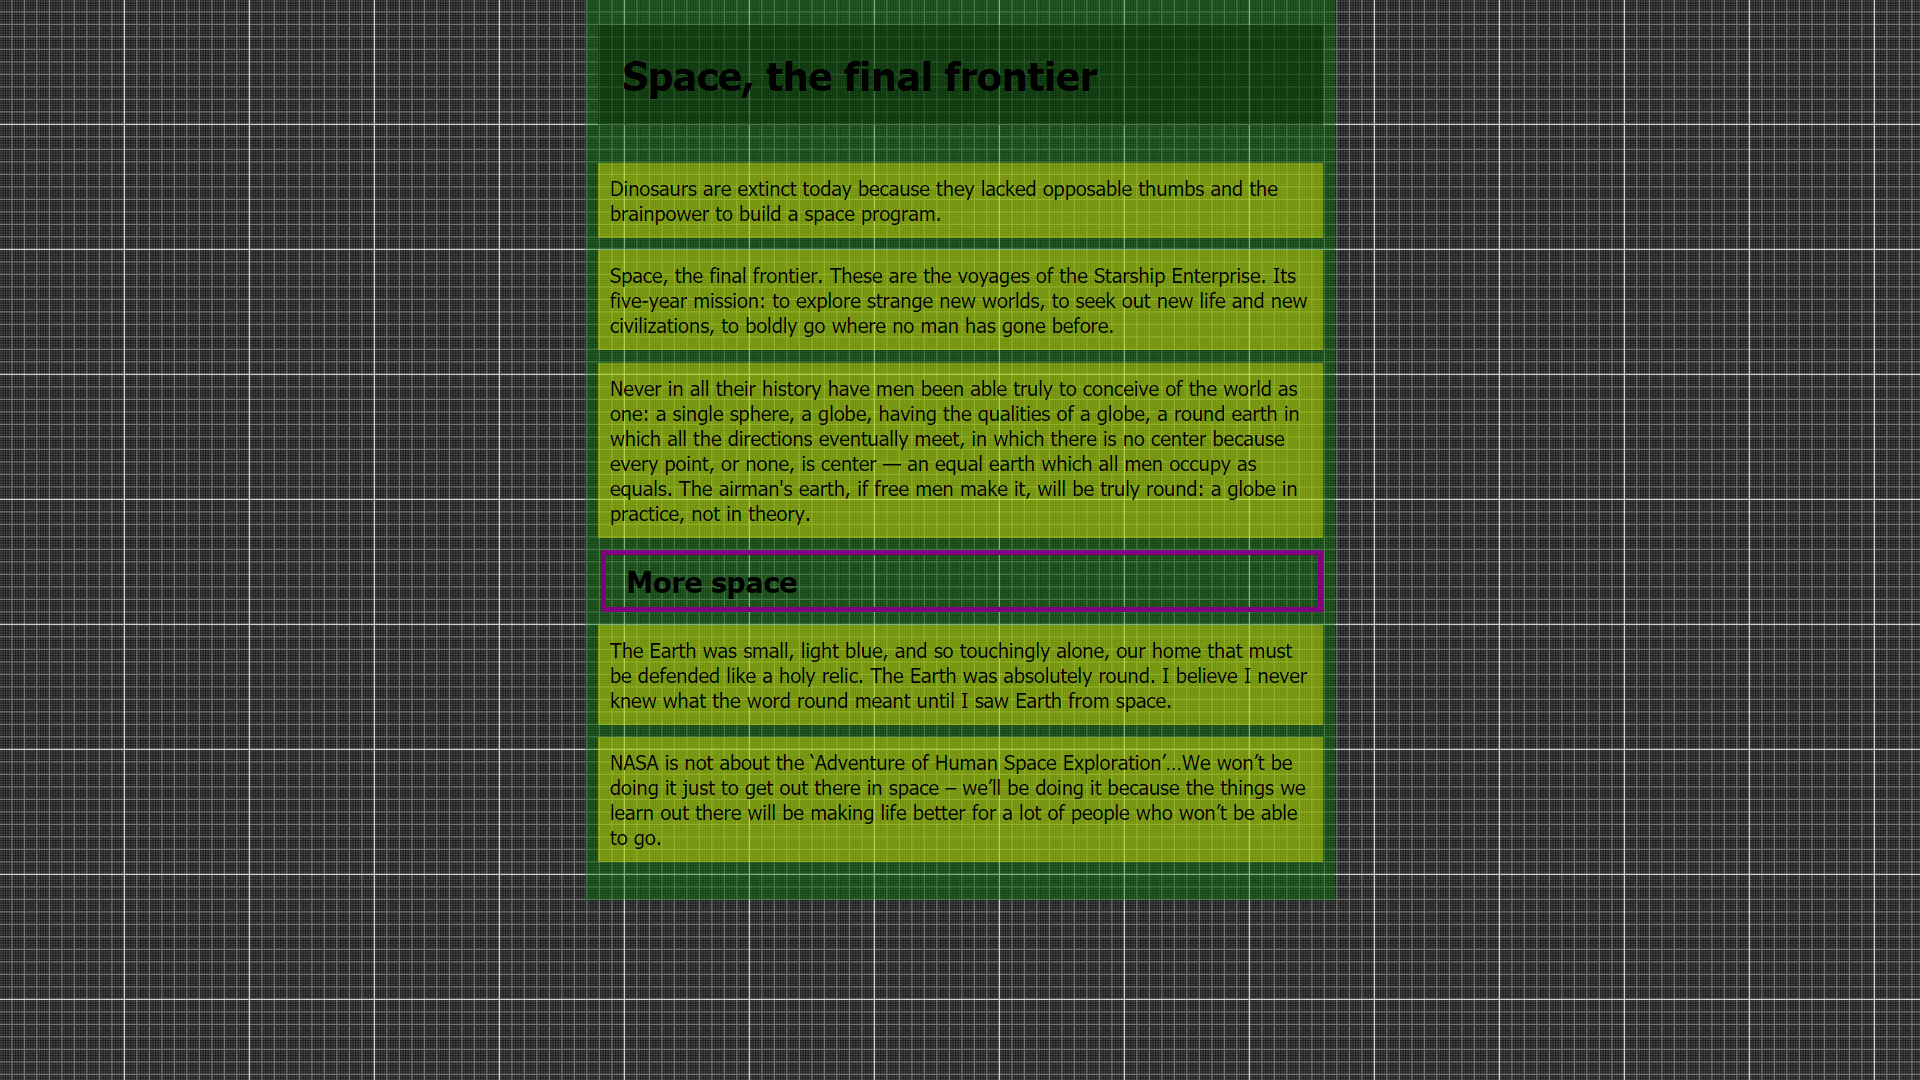 Space, the final frontier
Dinosaurs are extinct today because they lacked opposable thumbs and the
brainpower to build a space program.
Space, the final frontier. These are the voyages of the Starship Enterprise. Its
five-year mission: to explore strange new worlds, to seek out new life and new
civilizations, to boldly go where no man has gone before.
Never in all their history have men been able truly to conceive of the world as
one: a single sphere, a globe, having the qualities of a globe, a round earth in
which all the directions eventually meet, in which there is no center because
every point, or none, is center — an equal earth which all men occupy as
equals. The airman's earth, if free men make it, will be truly round: a globe in
practice, not in theory.
More space
The Earth was small, light blue, and so touchingly alone, our home that must
be defended like a holy relic. The Earth was absolutely round. I believe I never
knew what the word round meant until I saw Earth from space.
NASA is not about the ‘Adventure of Human Space Exploration’…We won’t be
doing it just to get out there in space – we’ll be doing it because the things we
learn out there will be making life better for a lot of people who won’t be able
to go.